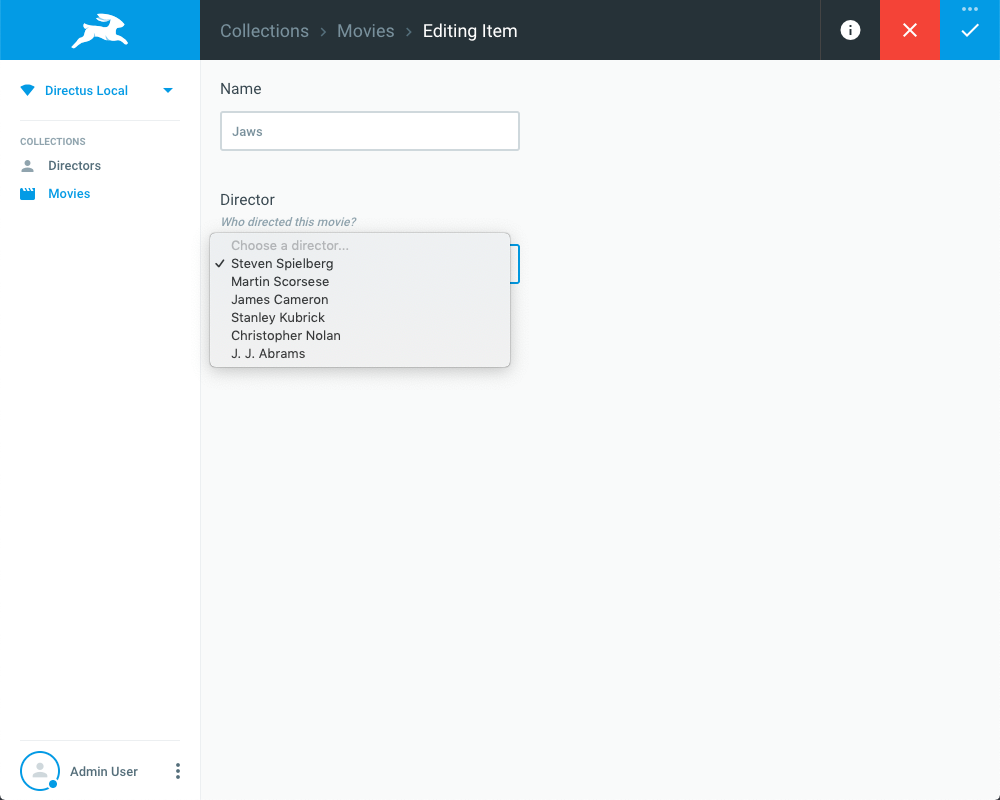 Collections › Movies › Editing Item
Directus Local
COLLECTIONS
Directors
Movies
Admin User
Name
Jaws
Director
Who directed this movie?
Choose a director...
Steven Spielberg
Martin Scorsese
James Cameron
Stanley Kubrick
Christopher Nolan
J. J. Abrams